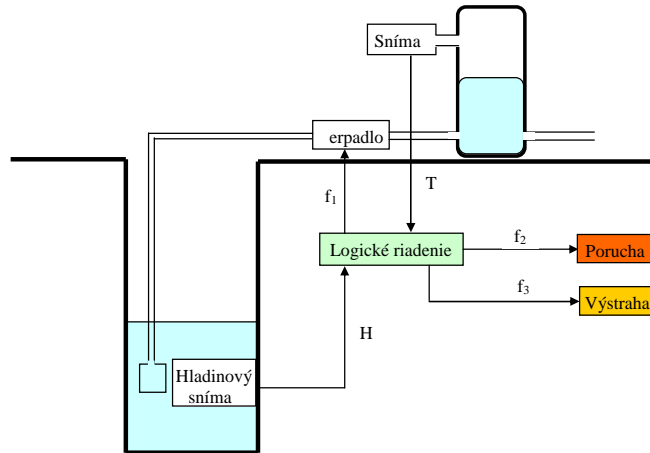 Sníma
erpadlo
f₁
T
Logické riadenie
f₂
Porucha
f₃
Výstraha
H
Hladinový
sníma